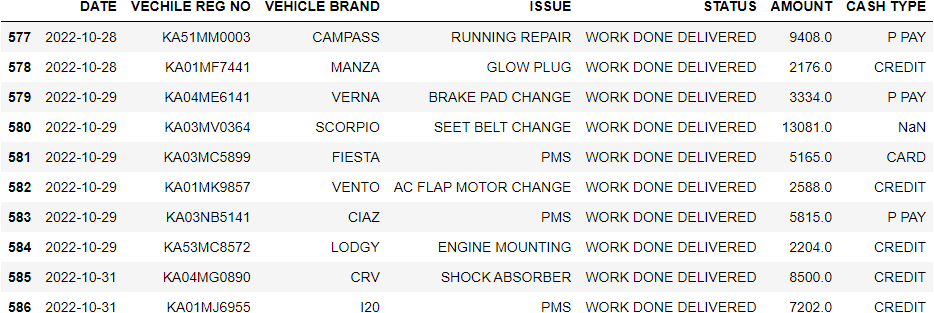 DATE VECHILE REG NO VEHICLE BRAND ISSUE STATUS AMOUNT CASH TYPE
577 2022-10-28 KA51MM0003 CAMPASS RUNNING REPAIR WORK DONE DELIVERED 9408.0 P PAY
578 2022-10-28 KA01MF7441 MANZA GLOW PLUG WORK DONE DELIVERED 2176.0 CREDIT
579 2022-10-29 KA04ME6141 VERNA BRAKE PAD CHANGE WORK DONE DELIVERED 3334.0 P PAY
580 2022-10-29 KA03MV0364 SCORPIO SEET BELT CHANGE WORK DONE DELIVERED 13081.0 NaN
581 2022-10-29 KA03MC5899 FIESTA PMS WORK DONE DELIVERED 5165.0 CARD
582 2022-10-29 KA01MK9857 VENTO AC FLAP MOTOR CHANGE WORK DONE DELIVERED 2588.0 CREDIT
583 2022-10-29 KA03NB5141 CIAZ PMS WORK DONE DELIVERED 5815.0 P PAY
584 2022-10-29 KA53MC8572 LODGY ENGINE MOUNTING WORK DONE DELIVERED 2204.0 CREDIT
585 2022-10-31 KA04MG0890 CRV SHOCK ABSORBER WORK DONE DELIVERED 8500.0 CREDIT
586 2022-10-31 KA01MJ6955 I20 PMS WORK DONE DELIVERED 7202.0 CREDIT